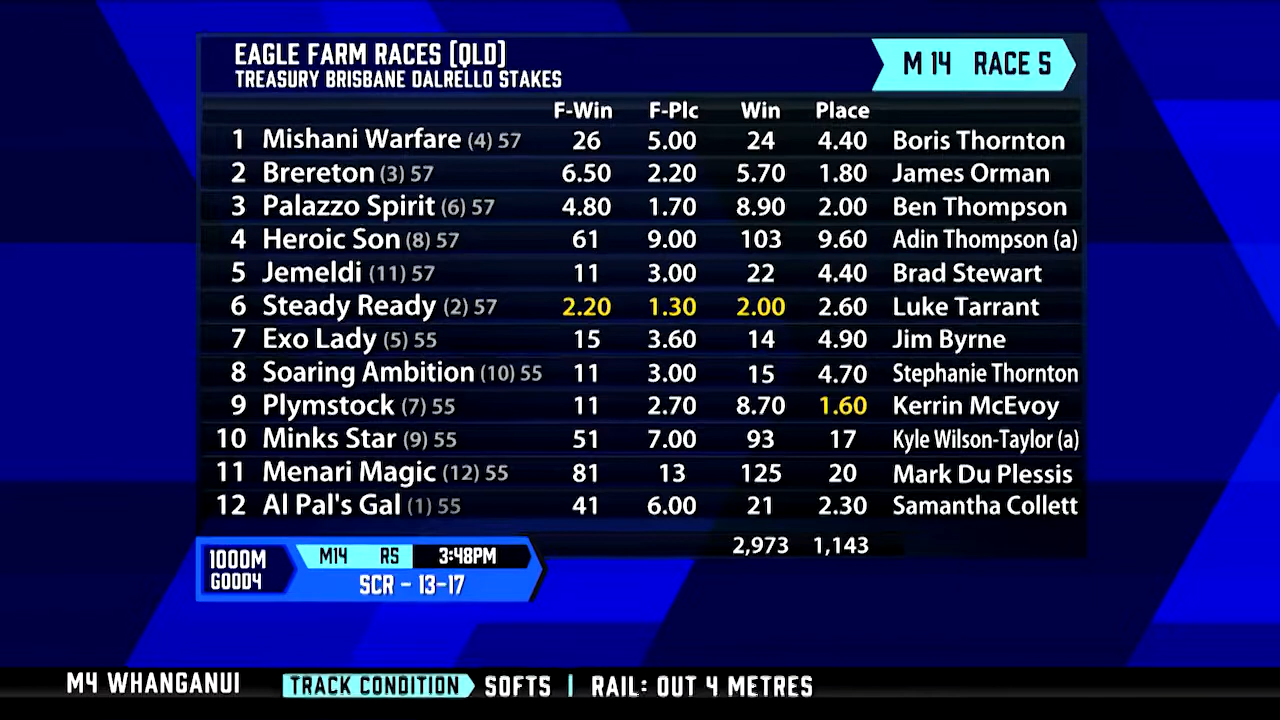 EAGLE FARM RACES (QLD)
TREASURY BRISBANE DALRELLO STAKES
M 14 RACE 5
F-Win F-Plc Win Place
1 Mishani Warfare (4) 57 26 5.00 24 4.40 Boris Thornton
2 Brereton (3) 57 6.50 2.20 5.70 1.80 James Orman
3 Palazzo Spirit (6) 57 4.80 1.70 8.90 2.00 Ben Thompson
4 Heroic Son (8) 57 61 9.00 103 9.60 Adin Thompson (a)
5 Jemeldi (11) 57 11 3.00 22 4.40 Brad Stewart
6 Steady Ready (2) 57 2.20 1.30 2.00 2.60 Luke Tarrant
7 Exo Lady (5) 55 15 3.60 14 4.90 Jim Byrne
8 Soaring Ambition (10) 55 11 3.00 15 4.70 Stephanie Thornton
9 Plymstock (7) 55 11 2.70 8.70 1.60 Kerrin McEvoy
10 Minks Star (9) 55 51 7.00 93 17 Kyle Wilson-Taylor (a)
11 Menari Magic (12) 55 81 13 125 20 Mark Du Plessis
12 Al Pal's Gal (1) 55 41 6.00 21 2.30 Samantha Collett
2,973 1,143
1000M
GOOD4
M14 R5 3:48PM
SCR - 13-17
M4 WHANGANUI TRACK CONDITION SOFT5 | RAIL: OUT 4 METRES